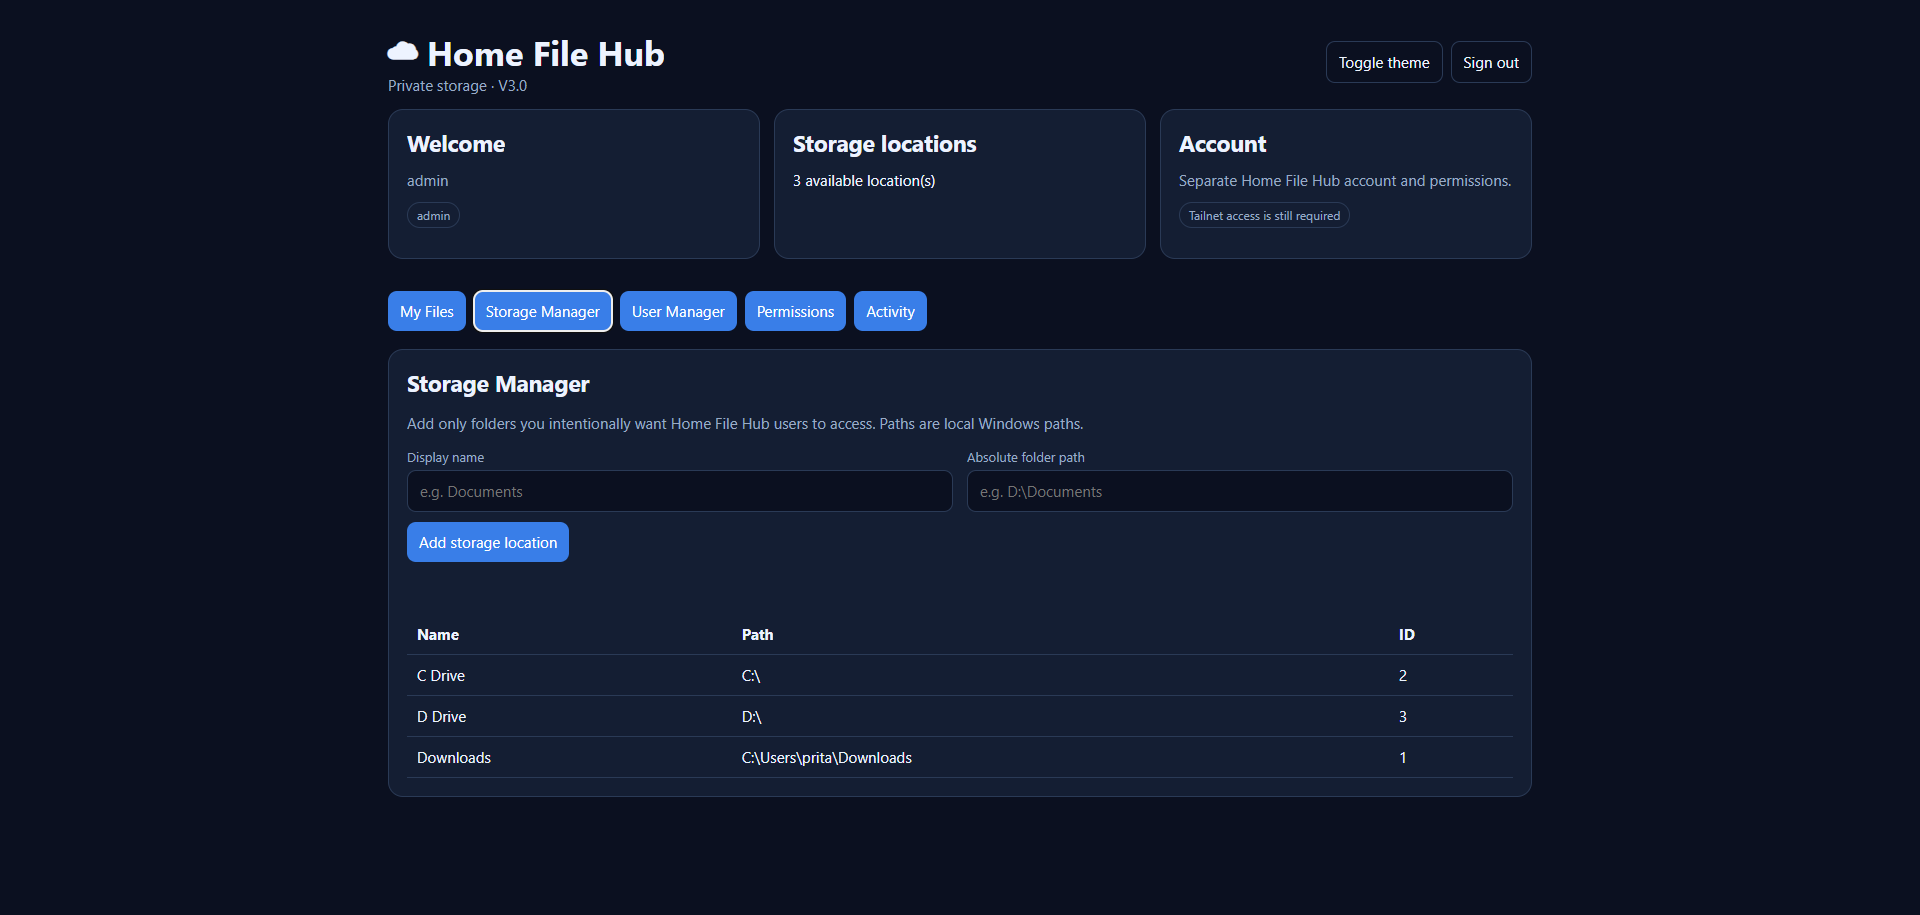 Home File Hub
Private storage · V3.0
Toggle theme
Sign out
Welcome
admin
admin
Storage locations
3 available location(s)
Account
Separate Home File Hub account and permissions.
Tailnet access is still required
My Files
Storage Manager
User Manager
Permissions
Activity
Storage Manager
Add only folders you intentionally want Home File Hub users to access. Paths are local Windows paths.
Display name
Absolute folder path
e.g. Documents
e.g. D:\Documents
Add storage location
Name Path ID
C Drive C:\ 2
D Drive D:\ 3
Downloads C:\Users\prita\Downloads 1